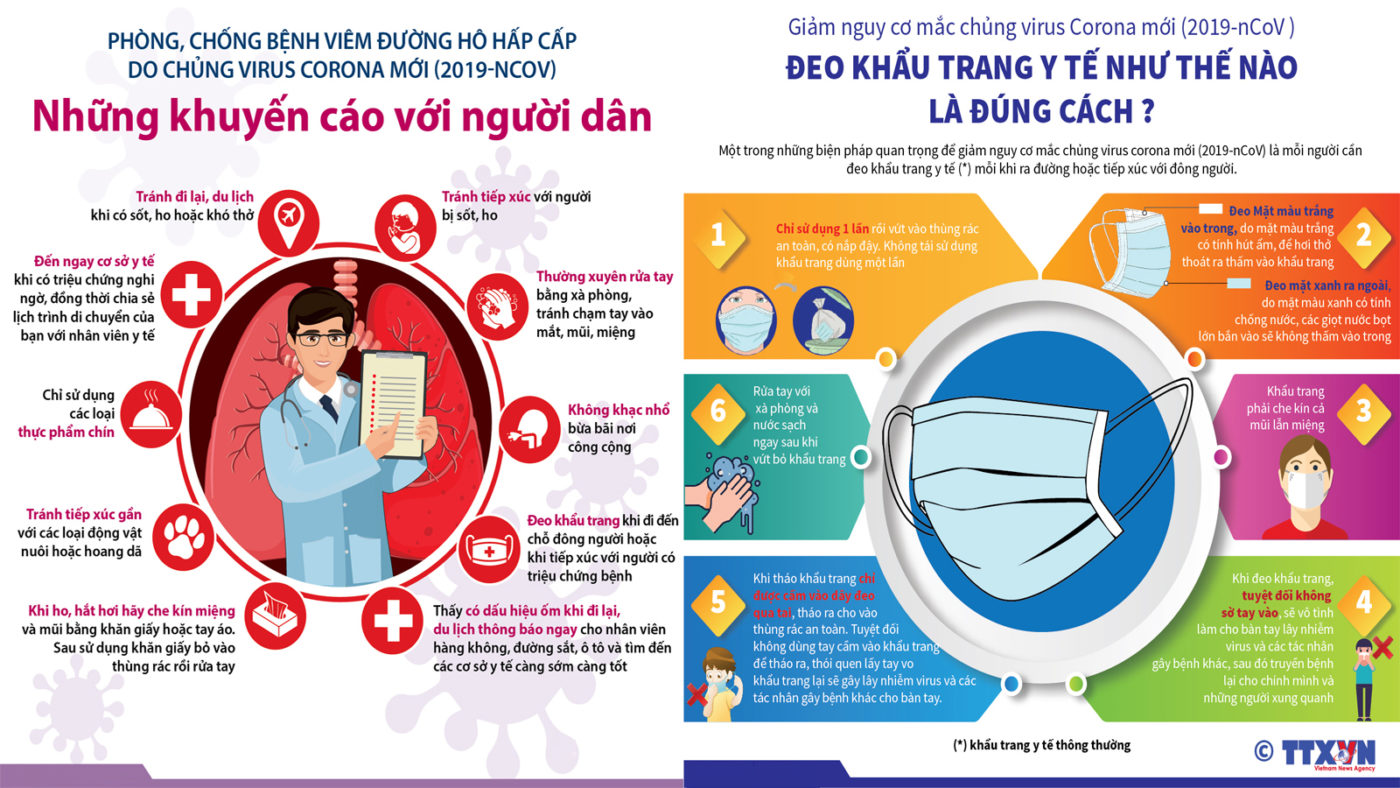 PHÒNG, CHỐNG BỆNH VIÊM ĐƯỜNG HÔ HẤP CẤP
DO CHỦNG VIRUS CORONA MỚI (2019-NCOV)
Những khuyến cáo với người dân
Tránh đi lại, du lịch
khi có sốt, ho hoặc khó thở
Tránh tiếp xúc với người
bị sốt, ho
Đến ngay cơ sở y tế
khi có triệu chứng nghi
ngờ, đồng thời chia sẻ
lịch trình di chuyển của
bạn với nhân viên y tế
Thường xuyên rửa tay
bằng xà phòng,
tránh chạm tay vào
mắt, mũi, miệng
Chỉ sử dụng
các loại
thực phẩm chín
Không khạc nhổ
bừa bãi nơi
công cộng
Tránh tiếp xúc gần
với các loại động vật
nuôi hoặc hoang dã
Đeo khẩu trang khi đi đến
chỗ đông người hoặc
khi tiếp xúc với người có
triệu chứng bệnh
Khi ho, hắt hơi hãy che kín miệng
và mũi bằng khăn giấy hoặc tay áo.
Sau sử dụng khăn giấy bỏ vào
thùng rác rồi rửa tay
Thấy có dấu hiệu ốm khi đi lại,
du lịch thông báo ngay cho nhân viên
hàng không, đường sắt, ô tô và tìm đến
các cơ sở y tế càng sớm càng tốt
Giảm nguy cơ mắc chủng virus Corona mới (2019-nCoV )
ĐEO KHẨU TRANG Y TẾ NHƯ THẾ NÀO
LÀ ĐÚNG CÁCH ?
Một trong những biện pháp quan trọng để giảm nguy cơ mắc chủng virus corona mới (2019-nCoV) là mỗi người cần
đeo khẩu trang y tế (*) mỗi khi ra đường hoặc tiếp xúc với đông người.
1
Chỉ sử dụng 1 lần rồi vứt vào thùng rác
an toàn, có nắp đậy. Không tái sử dụng
khẩu trang dùng một lần
2
Đeo Mặt màu trắng
vào trong, do mặt màu trắng
có tính hút ẩm, để hơi thở
thoát ra thấm vào khẩu trang
Đeo mặt xanh ra ngoài,
do mặt màu xanh có tính
chống nước, các giọt nước bọt
lớn bắn vào sẽ không thấm vào trong
3
Khẩu trang
phải che kín cả
mũi lẫn miệng
4
Khi đeo khẩu trang,
tuyệt đối không
sờ tay vào, sẽ vô tình
làm cho bàn tay lây nhiễm
virus và các tác nhân
gây bệnh khác, sau đó truyền bệnh
lại cho chính mình và
những người xung quanh
5
Khi tháo khẩu trang chỉ
được cầm vào dây đeo
qua tai, tháo ra cho vào
thùng rác an toàn. Tuyệt đối
không dùng tay cầm vào khẩu trang
để tháo ra, thói quen lấy tay vo
khẩu trang lại sẽ gây lây nhiễm virus và các
tác nhân gây bệnh khác cho bàn tay.
6
Rửa tay với
xà phòng và
nước sạch
ngay sau khi
vứt bỏ khẩu trang
(*) khẩu trang y tế thông thường
© TTXVN
Vietnam News Agency